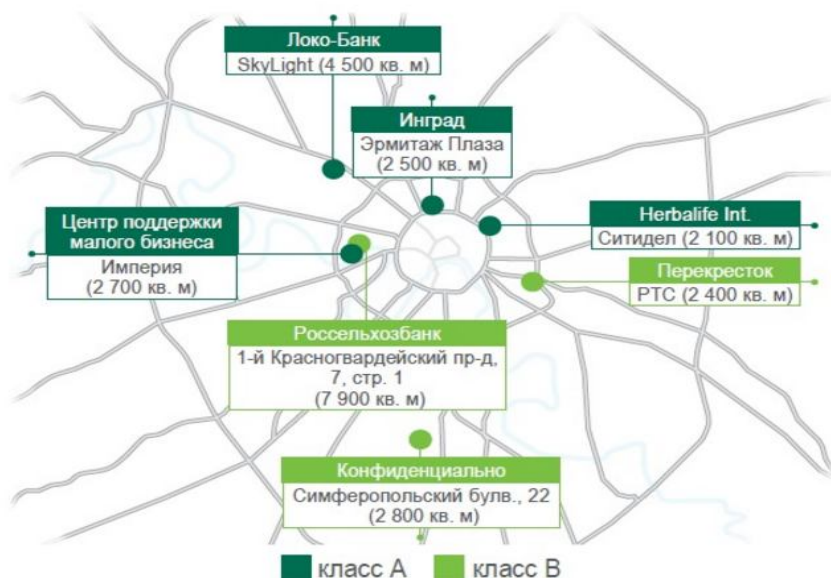 Локо-Банк
SkyLight (4 500 кв. м)
Инград
Эрмитаж Плаза
(2 500 кв. м)
Центр поддержки
малого бизнеса
Империя
(2 700 кв. м)
Herbalife Int.
Ситидел (2 100 кв. м)
Перекресток
РТС (2 400 кв. м)
Россельхозбанк
1-й Красногвардейский пр-д,
7, стр. 1
(7 900 кв. м)
Конфиденциально
Симферопольский булв., 22
(2 800 кв. м)
класс А
класс В